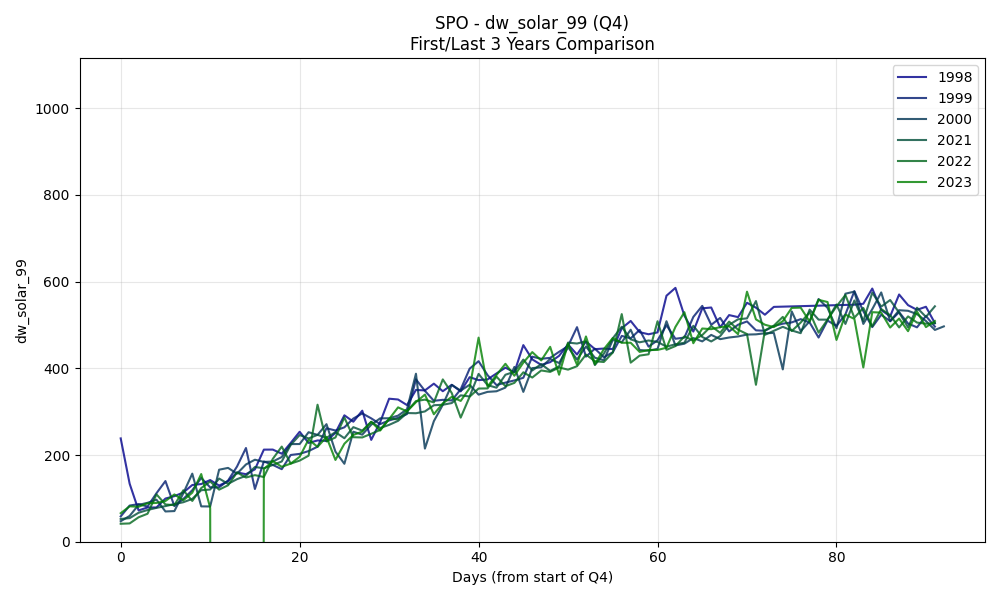 SPO - dw_solar_99 (Q4)
First/Last 3 Years Comparison
1998
1999
2000
2021
2022
2023
dw_solar_99
1000
800
600
400
200
0
0 20 40 60 80
Days (from start of Q4)